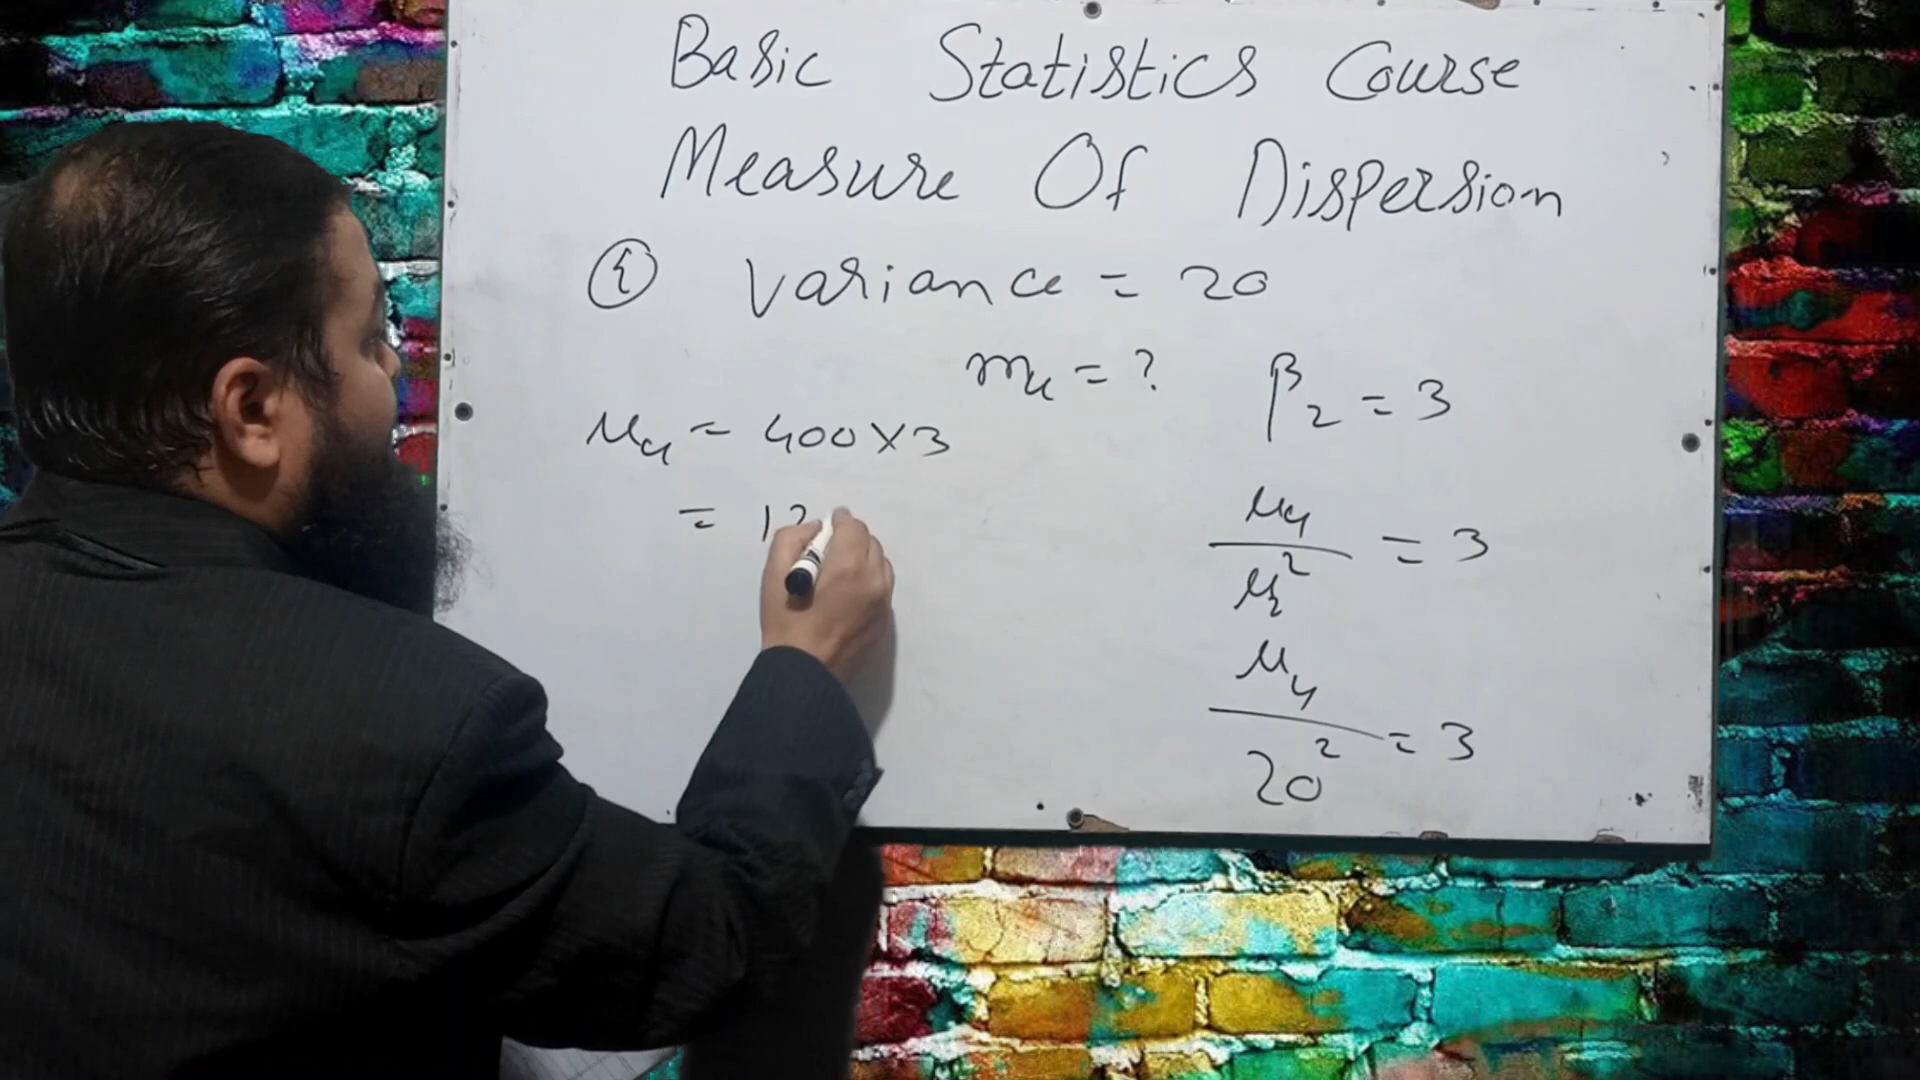 Basic Statistics Course
Measure Of Dispersion
① Variance = 20
m₄ = ?
β₂ = 3
μ₄ = 400 × 3
= 12
μ₄ / μ₂² = 3
μ₄ / 20² = 3